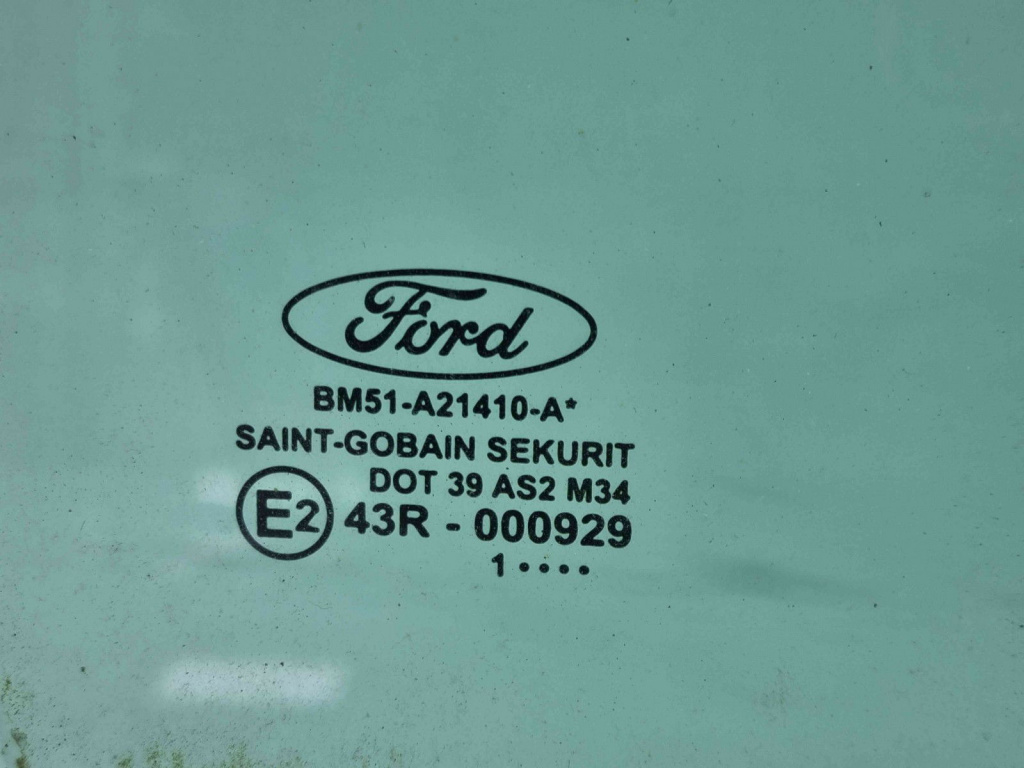 Ford
BM51-A21410-A*
SAINT-GOBAIN SEKURIT
DOT 39 AS2 M34
E2 43R - 000929
1 ••••